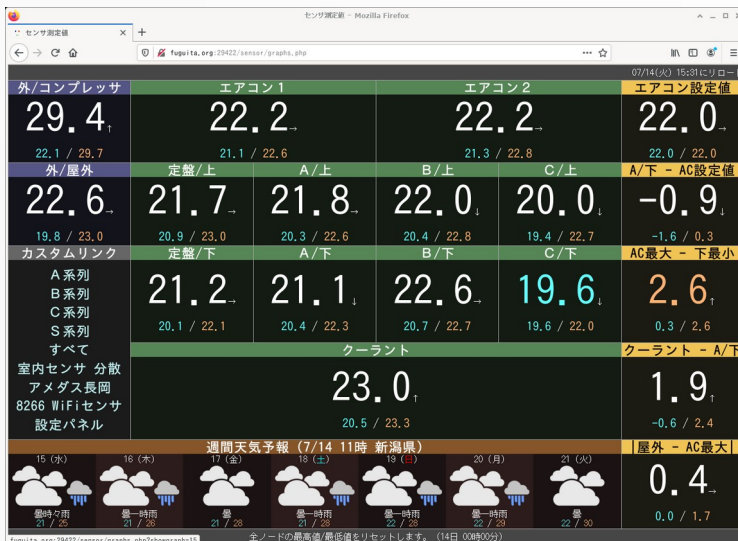 センサ測定値 - Mozilla Firefox
センサ測定値
fuguita.org:29422/sensor/graphs.php
07/14(火) 15:31にリロー
外/コンプレッサ エアコン1 エアコン2 エアコン設定値
29.4↑ 22.2→ 22.2→ 22.0→
22.1 / 29.7 21.1 / 22.6 21.3 / 22.8 22.0 / 22.0
外/屋外 定盤/上 A/上 B/上 C/上 A/下 - AC設定値
22.6→ 21.7→ 21.8→ 22.0↓ 20.0↓ -0.9↓
19.8 / 23.0 20.9 / 23.0 20.3 / 22.6 20.4 / 22.8 19.4 / 22.7 -1.6 / 0.3
カスタムリンク 定盤/下 A/下 B/下 C/下 AC最大 - 下最小
21.2→ 21.1↓ 22.6→ 19.6↓ 2.6↑
20.1 / 22.1 20.4 / 22.3 20.7 / 22.7 19.6 / 22.0 0.3 / 2.6
A系列
B系列
C系列
S系列
すべて
室内センサ 分散
アメダス長岡
8266 WiFiセンサ
設定パネル
クーラント クーラント - A/下
23.0↑ 1.9↑
20.5 / 23.3 -0.6 / 2.4
週間天気予報 (7/14 11時 新潟県) |屋外 - AC最大|
15 (水) 16 (木) 17 (金) 18 (土) 19 (日) 20 (月) 21 (火)
0.4→
曇時々雨 曇一時雨 曇 曇一時雨 曇一時雨 曇一時雨 曇
21 / 25 21 / 26 21 / 28 21 / 28 22 / 28 22 / 29 22 / 30
0.0 / 1.7
fuguita.org:29422/sensor/graphs.php?showgraph=15
全ノードの最高値/最低値をリセットします。 (14日 00時00分)